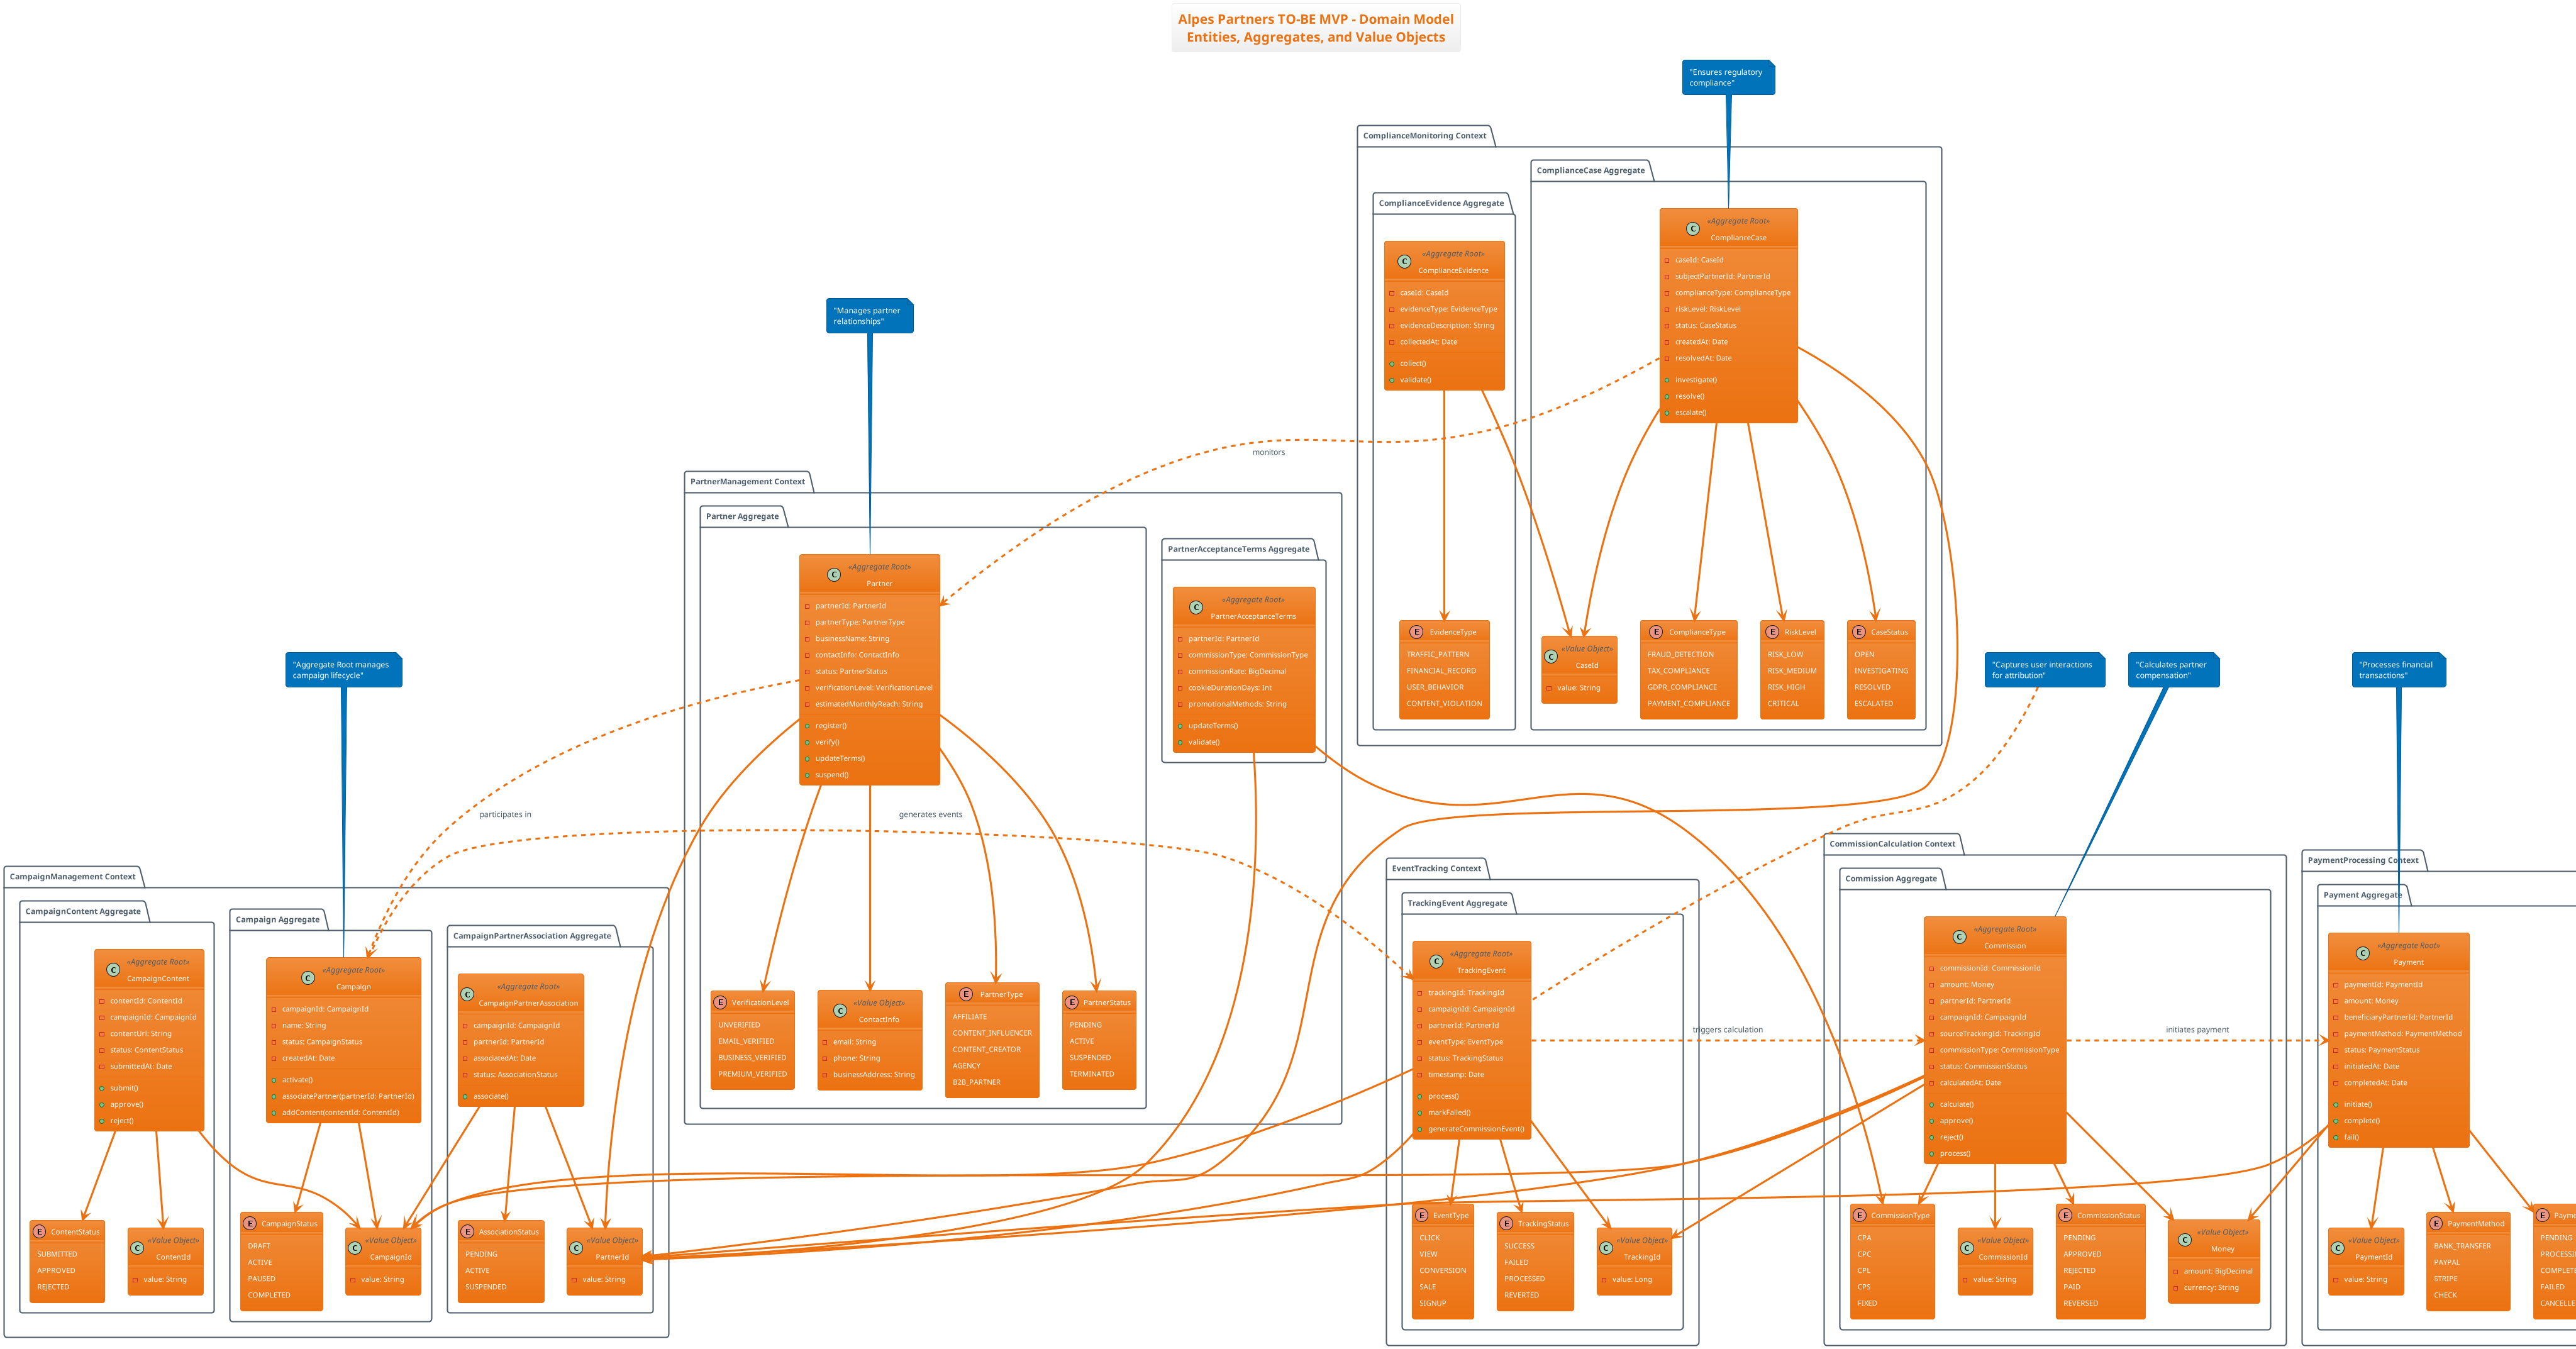 Alpes Partners TO-BE MVP - Domain Model
Entities, Aggregates, and Value Objects
"Ensures regulatory
compliance"
ComplianceMonitoring Context
ComplianceEvidence Aggregate
«Aggregate Root»
ComplianceEvidence
caseId: CaseId
evidenceType: EvidenceType
evidenceDescription: String
collectedAt: Date
collect()
validate()
E EvidenceType
TRAFFIC_PATTERN
FINANCIAL_RECORD
USER_BEHAVIOR
CONTENT_VIOLATION
ComplianceCase Aggregate
«Aggregate Root»
ComplianceCase
caseId: CaseId
subjectPartnerId: PartnerId
complianceType: ComplianceType
riskLevel: RiskLevel
status: CaseStatus
createdAt: Date
resolvedAt: Date
investigate()
resolve()
escalate()
«Value Object»
CaseId
value: String
E ComplianceType
FRAUD_DETECTION
TAX_COMPLIANCE
GDPR_COMPLIANCE
PAYMENT_COMPLIANCE
E RiskLevel
RISK_LOW
RISK_MEDIUM
RISK_HIGH
CRITICAL
E CaseStatus
OPEN
INVESTIGATING
RESOLVED
ESCALATED
"Manages partner
relationships"
monitors
PartnerManagement Context
Partner Aggregate
«Aggregate Root»
Partner
partnerId: PartnerId
partnerType: PartnerType
businessName: String
contactInfo: ContactInfo
status: PartnerStatus
verificationLevel: VerificationLevel
estimatedMonthlyReach: String
register()
verify()
updateTerms()
suspend()
E VerificationLevel
UNVERIFIED
EMAIL_VERIFIED
BUSINESS_VERIFIED
PREMIUM_VERIFIED
«Value Object»
ContactInfo
email: String
phone: String
businessAddress: String
E PartnerType
AFFILIATE
CONTENT_INFLUENCER
CONTENT_CREATOR
AGENCY
B2B_PARTNER
E PartnerStatus
PENDING
ACTIVE
SUSPENDED
TERMINATED
PartnerAcceptanceTerms Aggregate
«Aggregate Root»
PartnerAcceptanceTerms
partnerId: PartnerId
commissionType: CommissionType
commissionRate: BigDecimal
cookieDurationDays: Int
promotionalMethods: String
updateTerms()
validate()
"Aggregate Root manages
campaign lifecycle"
participates in
generates events
CampaignManagement Context
CampaignContent Aggregate
«Aggregate Root»
CampaignContent
contentId: ContentId
campaignId: CampaignId
contentUrl: String
status: ContentStatus
submittedAt: Date
submit()
approve()
reject()
E ContentStatus
SUBMITTED
APPROVED
REJECTED
«Value Object»
ContentId
value: String
Campaign Aggregate
«Aggregate Root»
Campaign
campaignId: CampaignId
name: String
status: CampaignStatus
createdAt: Date
activate()
associatePartner(partnerId: PartnerId)
addContent(contentId: ContentId)
E CampaignStatus
DRAFT
ACTIVE
PAUSED
COMPLETED
«Value Object»
CampaignId
value: String
CampaignPartnerAssociation Aggregate
«Aggregate Root»
CampaignPartnerAssociation
campaignId: CampaignId
partnerId: PartnerId
associatedAt: Date
status: AssociationStatus
associate()
E AssociationStatus
PENDING
ACTIVE
SUSPENDED
«Value Object»
PartnerId
value: String
"Captures user interactions
for attribution"
EventTracking Context
TrackingEvent Aggregate
«Aggregate Root»
TrackingEvent
trackingId: TrackingId
campaignId: CampaignId
partnerId: PartnerId
eventType: EventType
status: TrackingStatus
timestamp: Date
process()
markFailed()
generateCommissionEvent()
E EventType
CLICK
VIEW
CONVERSION
SALE
SIGNUP
E TrackingStatus
SUCCESS
FAILED
PROCESSED
REVERTED
«Value Object»
TrackingId
value: Long
triggers calculation
"Calculates partner
compensation"
CommissionCalculation Context
Commission Aggregate
«Aggregate Root»
Commission
commissionId: CommissionId
amount: Money
partnerId: PartnerId
campaignId: CampaignId
sourceTrackingId: TrackingId
commissionType: CommissionType
status: CommissionStatus
calculatedAt: Date
calculate()
approve()
reject()
process()
E CommissionType
CPA
CPC
CPL
CPS
FIXED
«Value Object»
CommissionId
value: String
E CommissionStatus
PENDING
APPROVED
REJECTED
PAID
REVERSED
«Value Object»
Money
amount: BigDecimal
currency: String
initiates payment
"Processes financial
transactions"
PaymentProcessing Context
Payment Aggregate
«Aggregate Root»
Payment
paymentId: PaymentId
amount: Money
beneficiaryPartnerId: PartnerId
paymentMethod: PaymentMethod
status: PaymentStatus
initiatedAt: Date
completedAt: Date
initiate()
complete()
fail()
«Value Object»
PaymentId
value: String
E PaymentMethod
BANK_TRANSFER
PAYPAL
STRIPE
CHECK
PENDING
FAILED